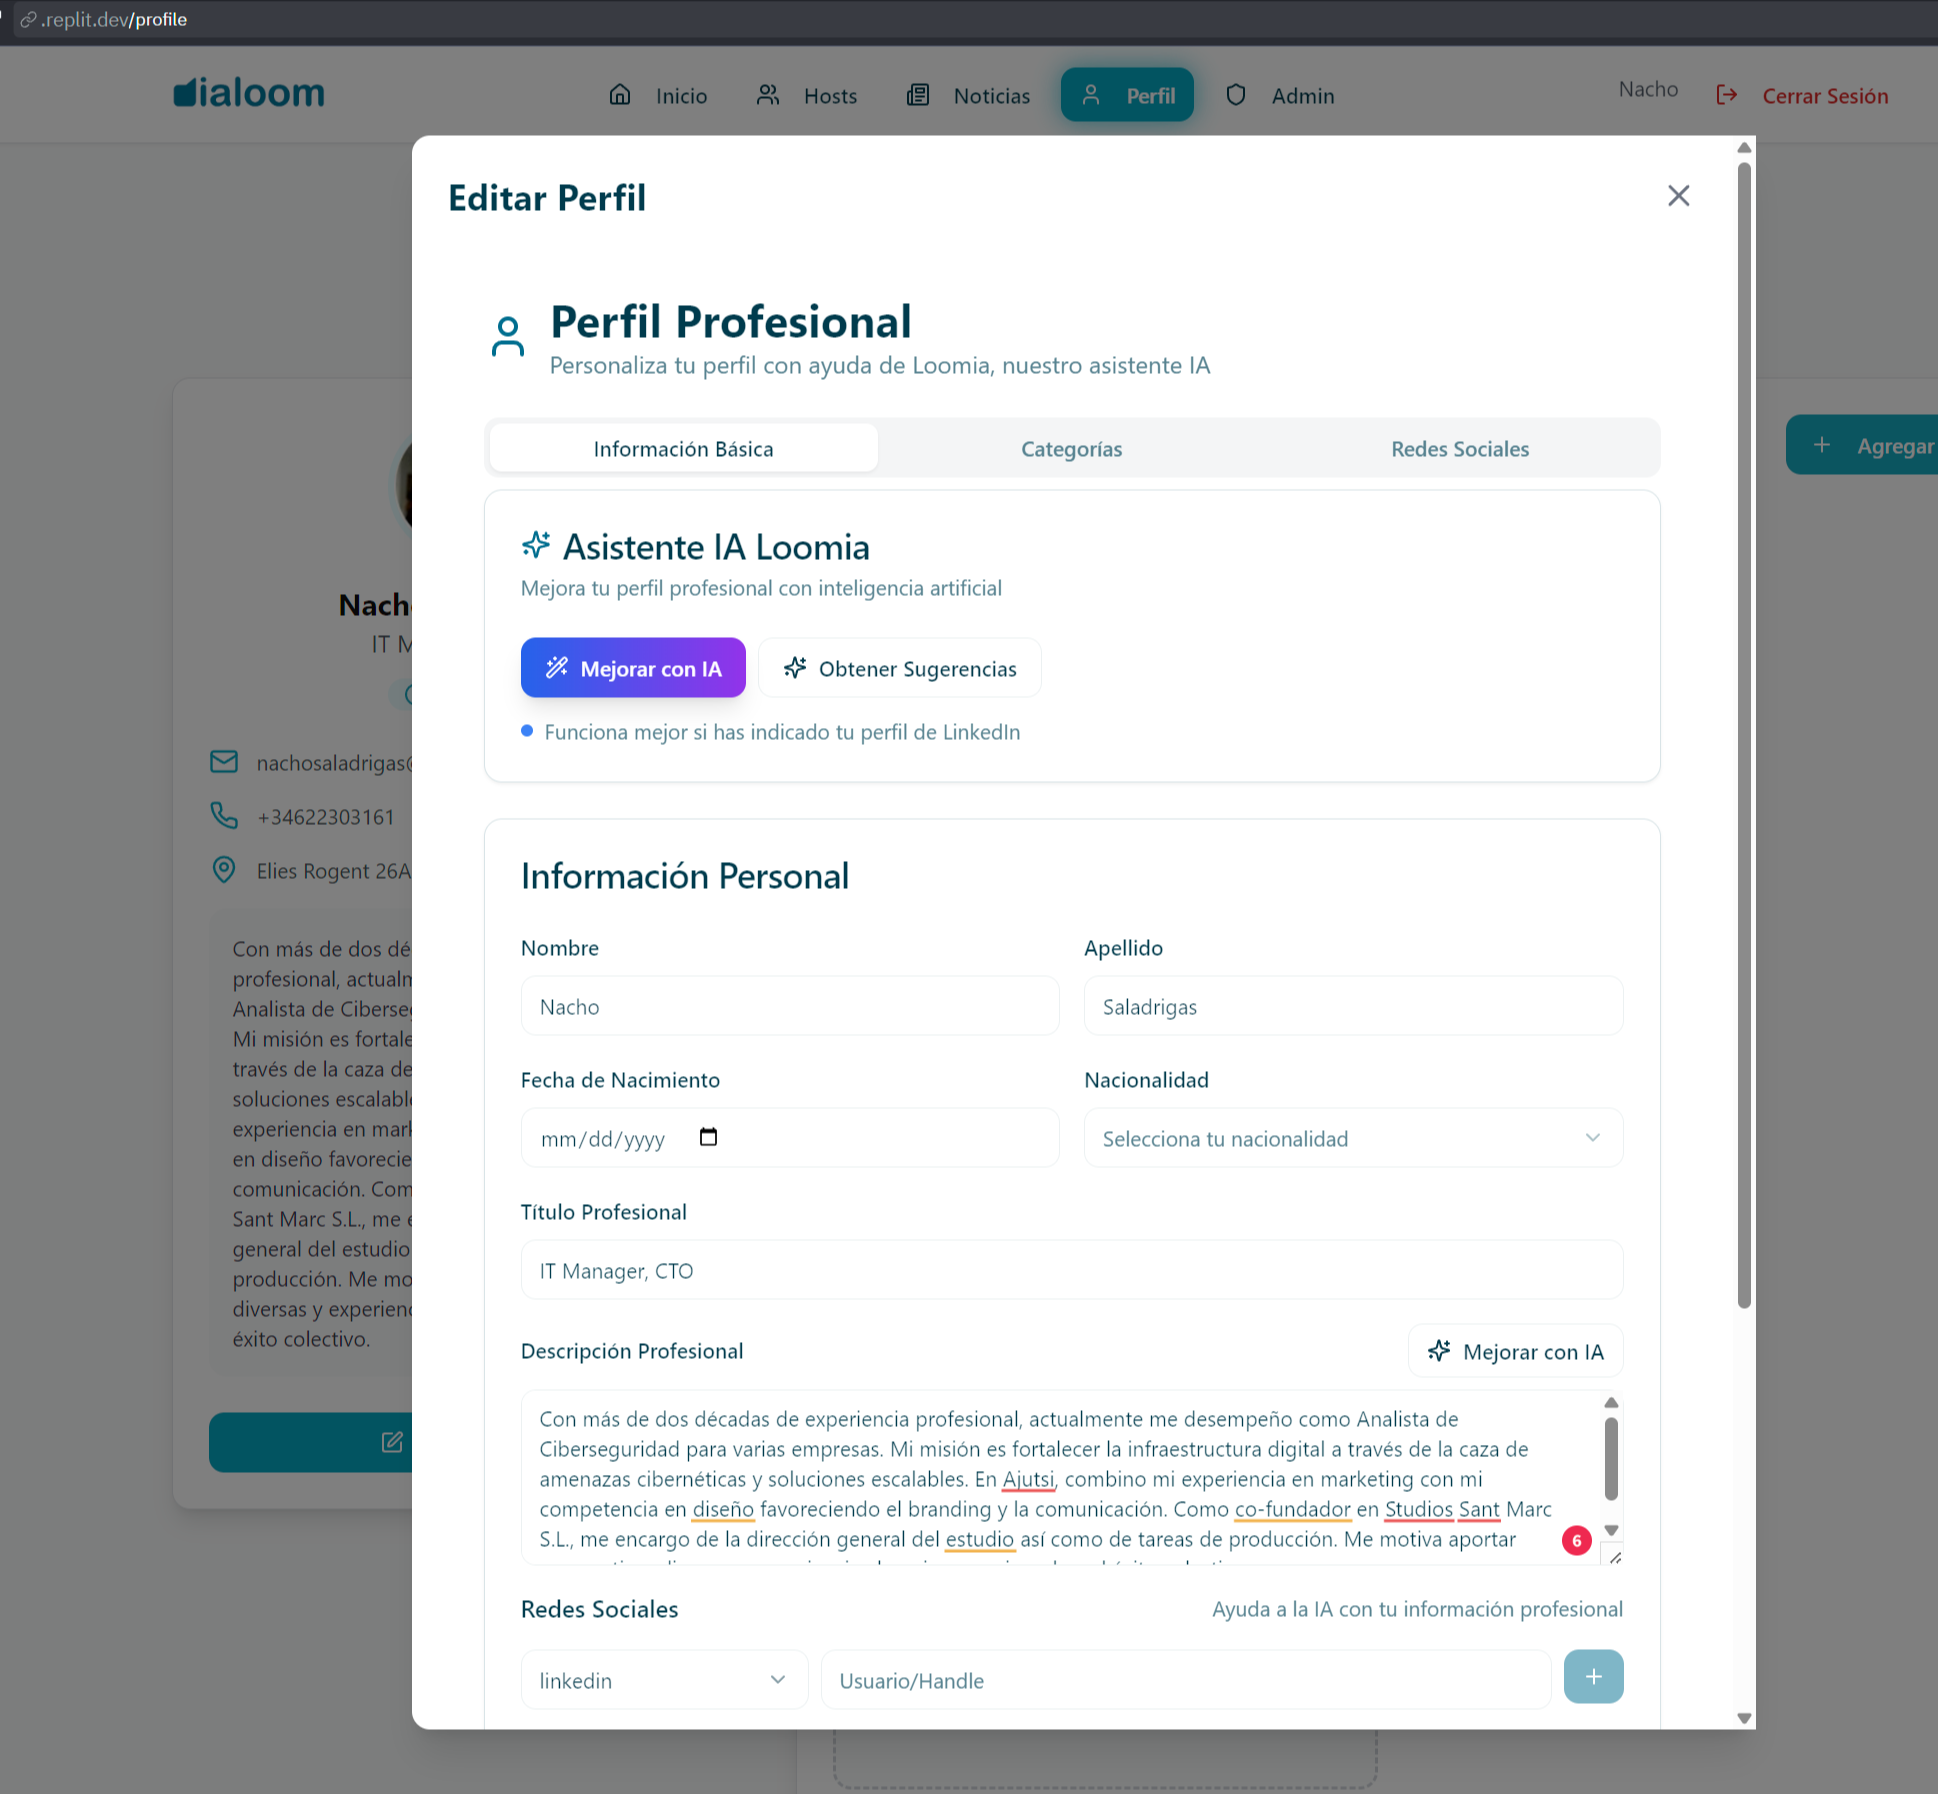 .replit.dev/profile
dialoom
Inicio
Hosts
Noticias
Perfil
Admin
Nacho
Cerrar Sesión
Editar Perfil
Perfil Profesional
Personaliza tu perfil con ayuda de Loomia, nuestro asistente IA
Información Básica
Categorías
Redes Sociales
Agregar
Asistente IA Loomia
Mejora tu perfil profesional con inteligencia artificial
Mejorar con IA
Obtener Sugerencias
Funciona mejor si has indicado tu perfil de LinkedIn
Información Personal
Nombre
Apellido
Nacho
Saladrigas
Fecha de Nacimiento
Nacionalidad
mm/dd/yyyy
Selecciona tu nacionalidad
Título Profesional
IT Manager, CTO
Descripción Profesional
Mejorar con IA
Con más de dos décadas de experiencia profesional, actualmente me desempeño como Analista de
Ciberseguridad para varias empresas. Mi misión es fortalecer la infraestructura digital a través de la caza de
amenazas cibernéticas y soluciones escalables. En Ajutsi, combino mi experiencia en marketing con mi
competencia en diseño favoreciendo el branding y la comunicación. Como co-fundador en Studios Sant Marc
S.L., me encargo de la dirección general del estudio así como de tareas de producción. Me motiva aportar
6
Redes Sociales
Ayuda a la IA con tu información profesional
linkedin
Usuario/Handle
Nacho
IT M
nachosaladrigas@
+34622303161
Elies Rogent 26A
Con más de dos dé
profesional, actualm
Analista de Ciberseg
Mi misión es fortale
través de la caza de
soluciones escalable
experiencia en mark
en diseño favorecie
comunicación. Com
Sant Marc S.L., me e
general del estudio
producción. Me mo
diversas y experienc
éxito colectivo.